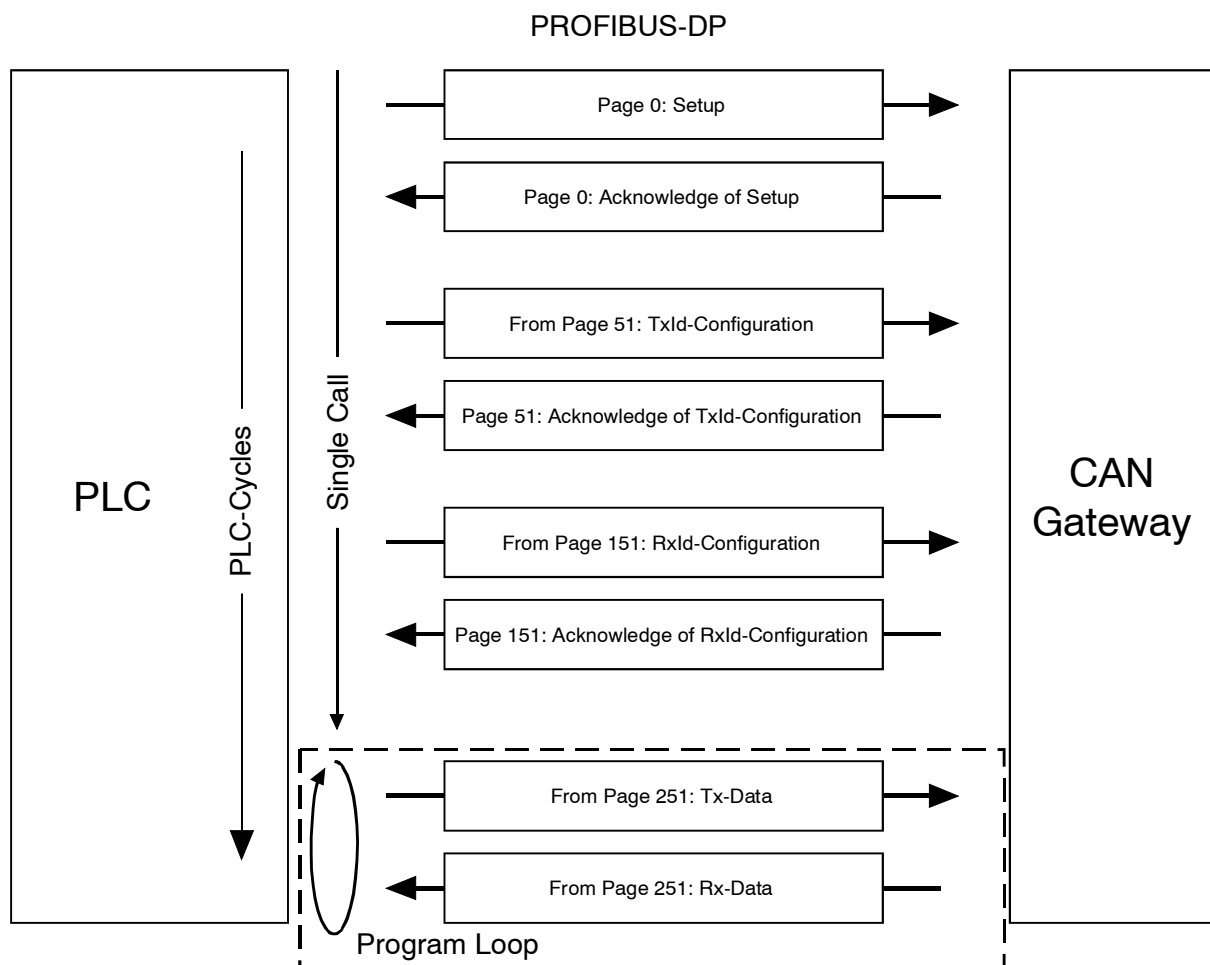 PROFIBUS-DP
Page 0: Setup
Page 0: Acknowledge of Setup
From Page 51: TxId-Configuration
Page 51: Acknowledge of TxId-Configuration
From Page 151: RxId-Configuration
Page 151: Acknowledge of RxId-Configuration
From Page 251: Tx-Data
From Page 251: Rx-Data
PLC
PLC-Cycles
Single Call
CAN
Gateway
Program Loop